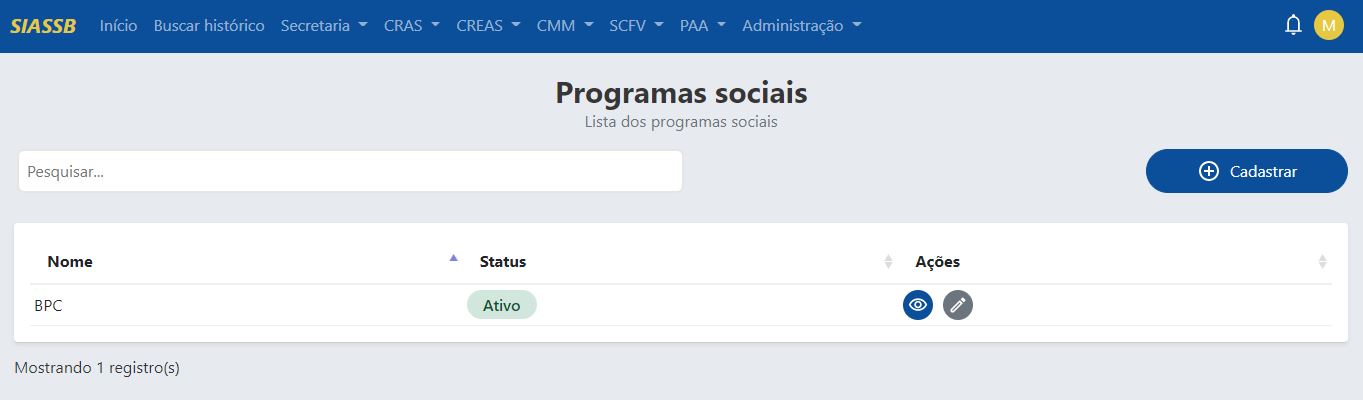 SIASSB Início Buscar histórico Secretaria CRAS CREAS CMM SCFV PAA Administração M
Programas sociais
Lista dos programas sociais
Pesquisar... Cadastrar
Nome Status Ações
BPC Ativo
Mostrando 1 registro(s)